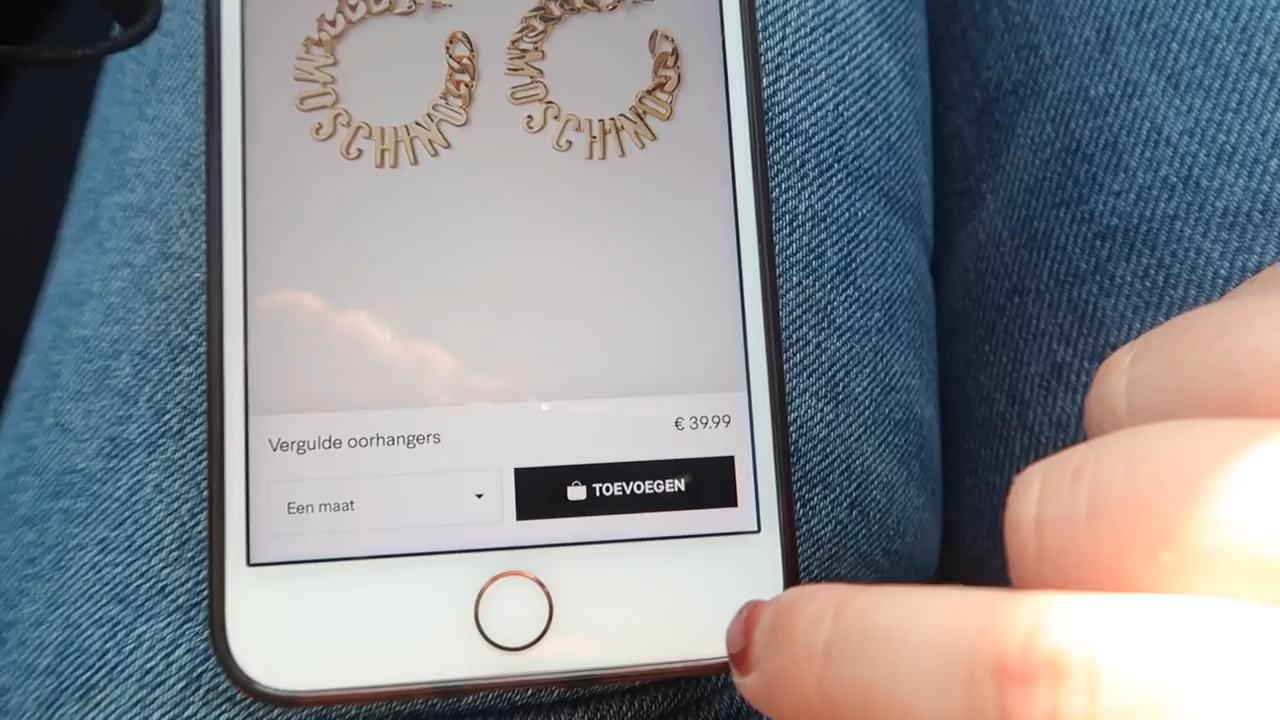 MOSCHINO MOSCHINO
Vergulde oorhangers € 39.99
Een maat TOEVOEGEN